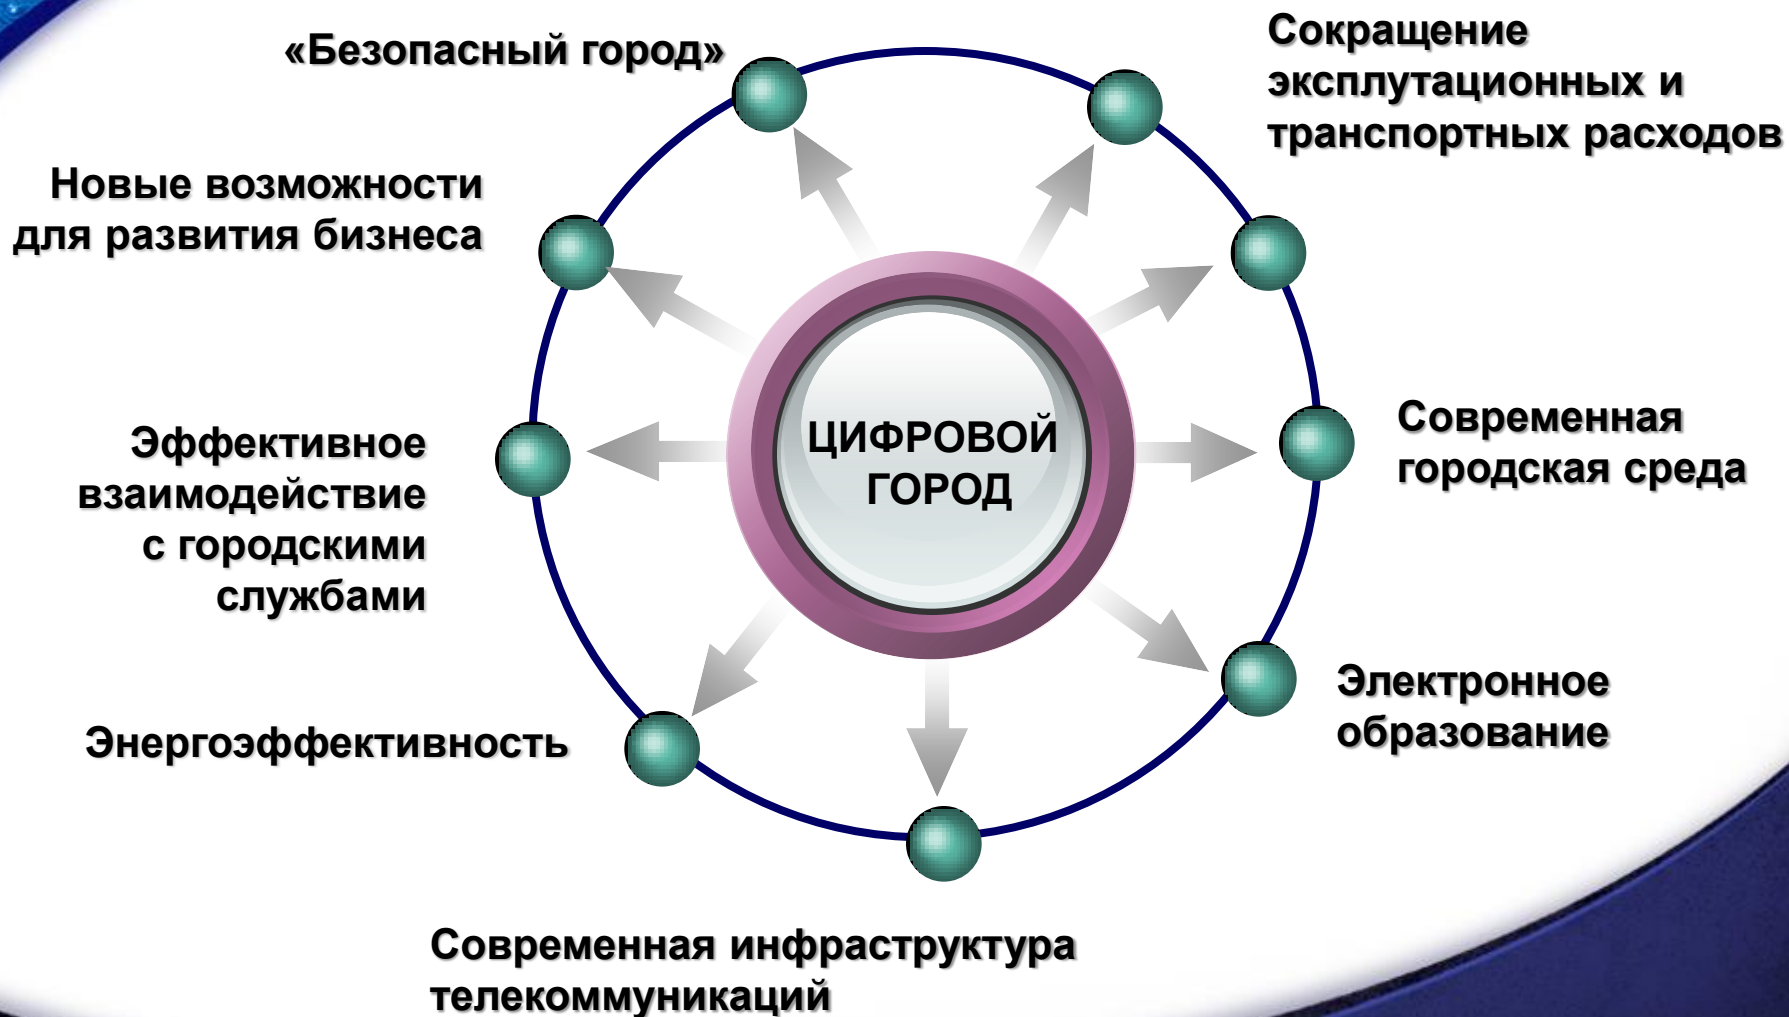 «Безопасный город»
Сокращение
эксплутационных и
транспортных расходов
Новые возможности
для развития бизнеса
Эффективное
взаимодействие
с городскими
службами
ЦИФРОВОЙ
ГОРОД
Современная
городская среда
Электронное
образование
Энергоэффективность
Современная инфраструктура
телекоммуникаций